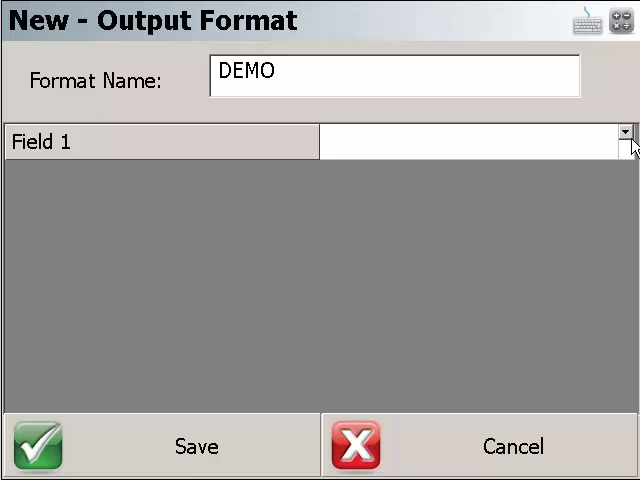 New - Output Format
Format Name:
DEMO
Field 1
Save
Cancel